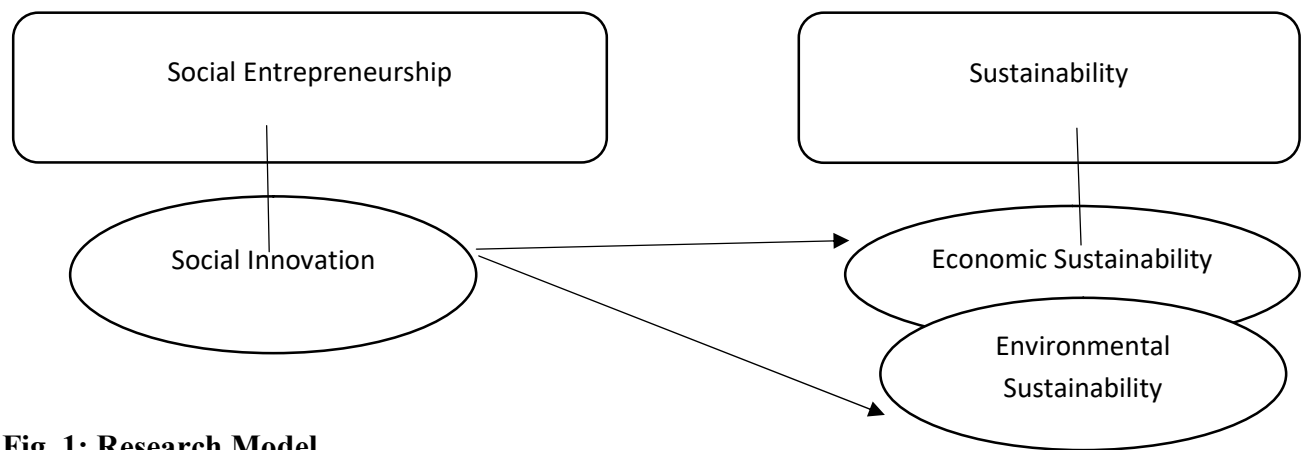 Social Entrepreneurship
Sustainability
Social Innovation
Economic Sustainability
Environmental
Sustainability
Fig. 1: Research Model